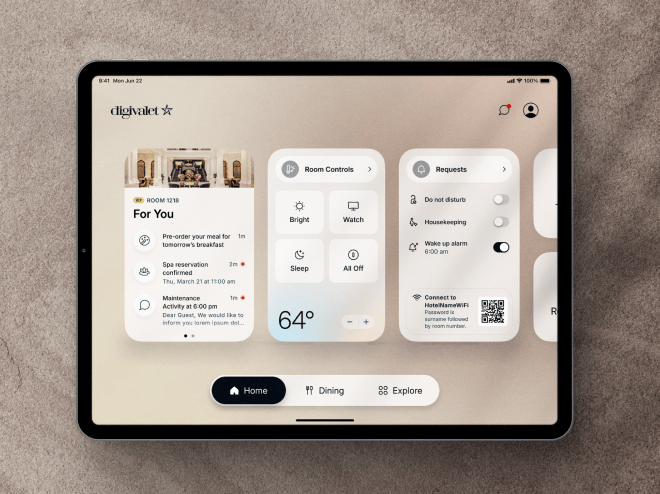 9:41 Mon Jun 22
100%
digivalet
Room Controls
Requests
ROOM 1218
For You
Pre-order your meal for
tomorrow's breakfast
1m
Spa reservation
confirmed
2m
Thu, March 21 at 11:00 am
Maintenance
Activity at 6:00 pm
1m
Dear Guest, We would like to
inform you lorem ipsum dol...
Bright
Watch
Sleep
All Off
64°
Do not disturb
Housekeeping
Wake up alarm
6:00 am
Connect to
HotelNameWiFi
Password is
surname followed
by room number.
Home
Dining
Explore